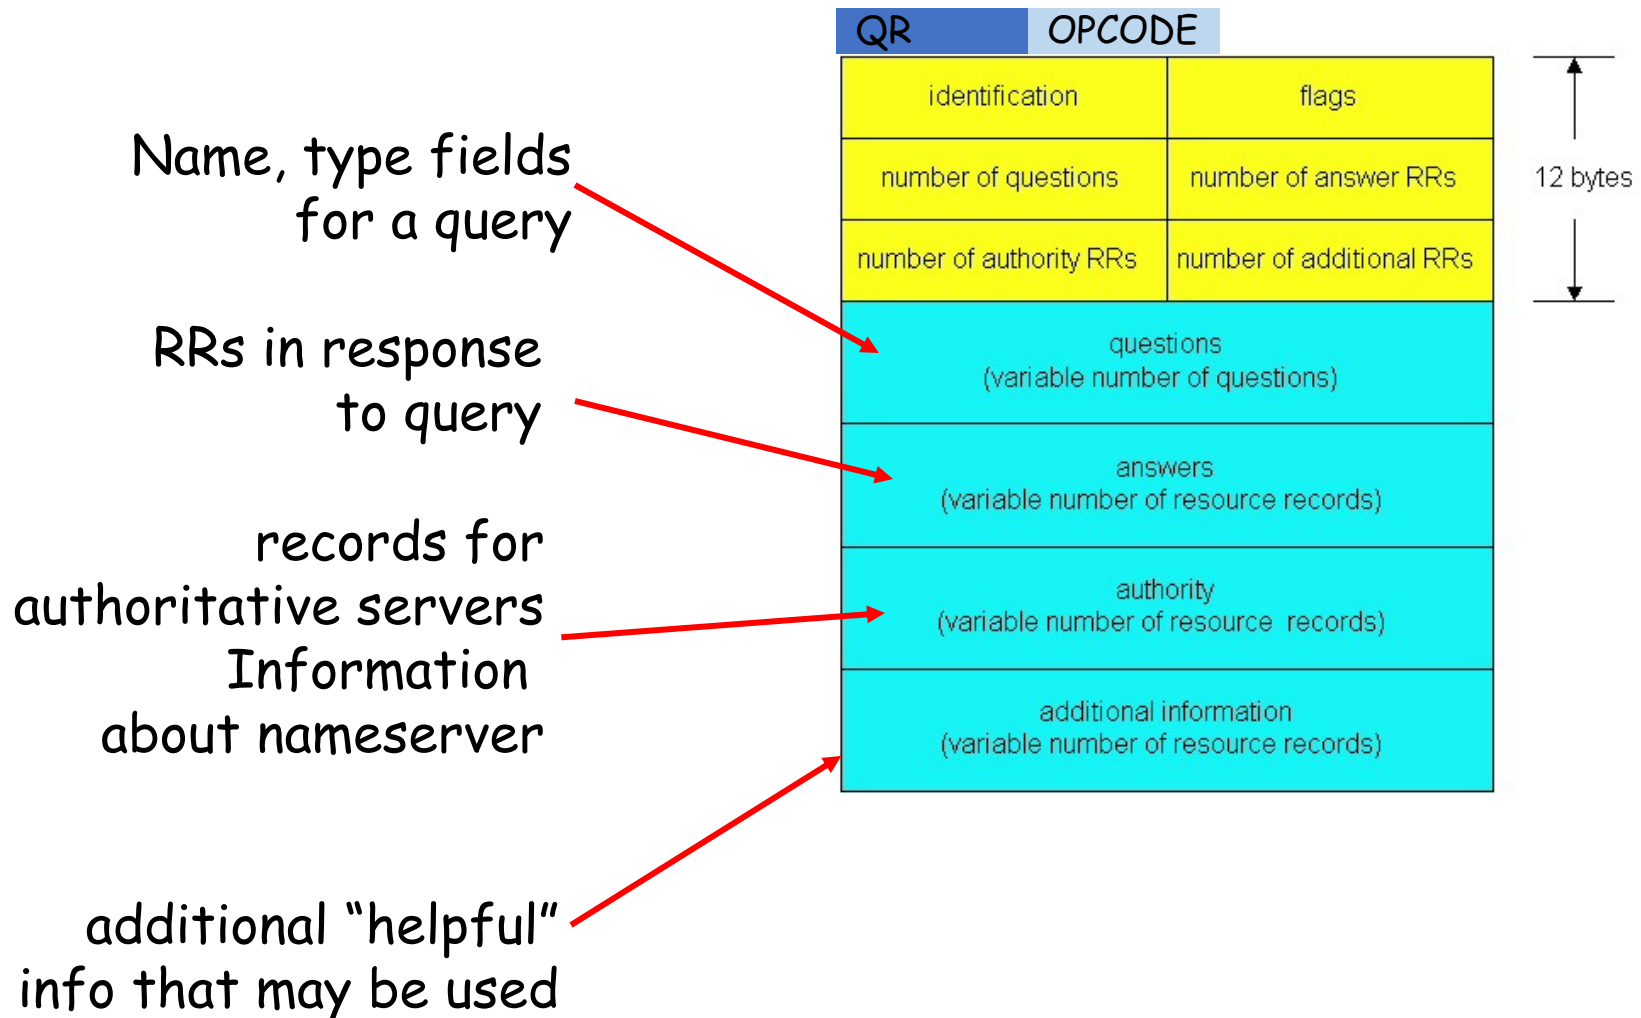 QR
OPCODE
identification
flags
number of questions
number of answer RRs
12 bytes
number of authority RRs
number of additional RRs
Name, type fields
for a query
questions
(variable number of questions)
RRs in response
to query
answers
(variable number of resource records)
records for
authoritative servers
Information
about nameserver
authority
(variable number of resource records)
additional information
(variable number of resource records)
additional “helpful”
info that may be used